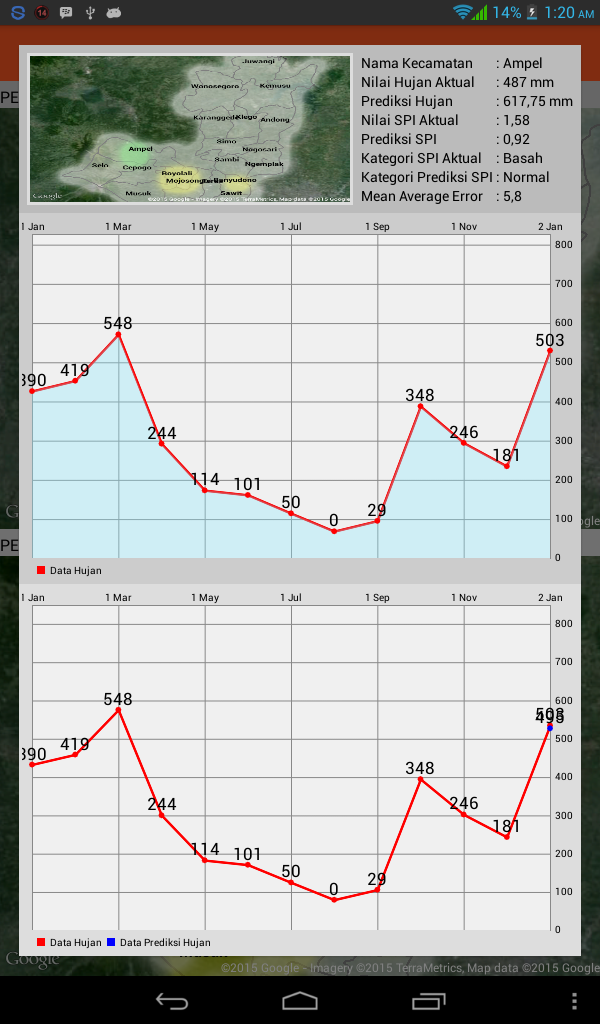 14% 1:20 AM
14
PE
Juwangi
Wonosegoro Kemusu
Karanggede Klego Andong
Simo
Ampel Nogosari
Selo Cepogo Sambi Ngemplak
Boyolali
Mojosongo Banyudono
Musuk Sawit
Google ©2015 Google - Imagery ©2015 TerraMetrics, Map data ©2015 Google
Nama Kecamatan : Ampel
Nilai Hujan Aktual : 487 mm
Prediksi Hujan : 617,75 mm
Nilai SPI Aktual : 1,58
Prediksi SPI : 0,92
Kategori SPI Aktual : Basah
Kategori Prediksi SPI : Normal
Mean Average Error : 5,8
1 Jan 1 Mar 1 May 1 Jul 1 Sep 1 Nov 2 Jan
800
700
600
500
400
300
200
100
0
390 419 548 244 114 101 50 0 29 348 246 181 503
Data Hujan
PE
1 Jan 1 Mar 1 May 1 Jul 1 Sep 1 Nov 2 Jan
800
700
600
500
400
300
200
100
0
390 419 548 244 114 101 50 0 29 348 246 181 503
Data Hujan Data Prediksi Hujan
Google ©2015 Google - Imagery ©2015 TerraMetrics, Map data ©2015 Google